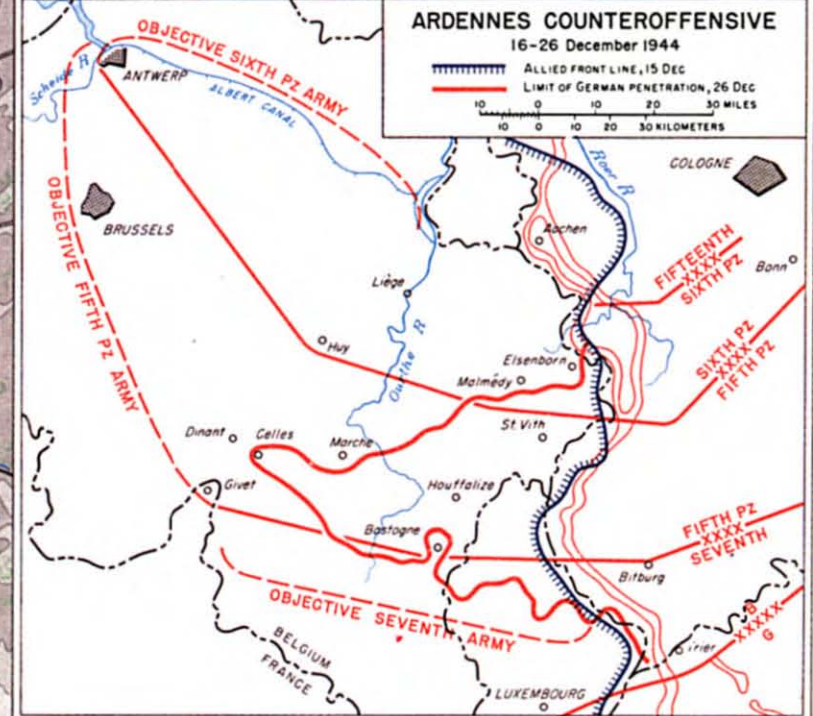 ARDENNES COUNTEROFFENSIVE
16-26 December 1944
ALLIED FRONT LINE, 15 DEC
LIMIT OF GERMAN PENETRATION, 26 DEC
10 0 10 20 30 MILES
10 0 10 20 30 KILOMETERS
OBJECTIVE SIXTH PZ ARMY
Schelde R
ANTWERP
ALBERT CANAL
Roer R
COLOGNE
OBJECTIVE FIFTH PZ ARMY
BRUSSELS
Aachen
FIFTEENTH
XXXX
SIXTH PZ
Bonn
Liège
Ourthe R
Huy
Elsenborn
Malmédy
SIXTH PZ
XXXX
FIFTH PZ
Dinant
Celles
Marche
St. Vith
Givet
Houffalize
Bastogne
FIFTH PZ
XXXX
SEVENTH
Bitburg
OBJECTIVE SEVENTH ARMY
B
XXXXX
G
Trier
BELGIUM
FRANCE
LUXEMBOURG